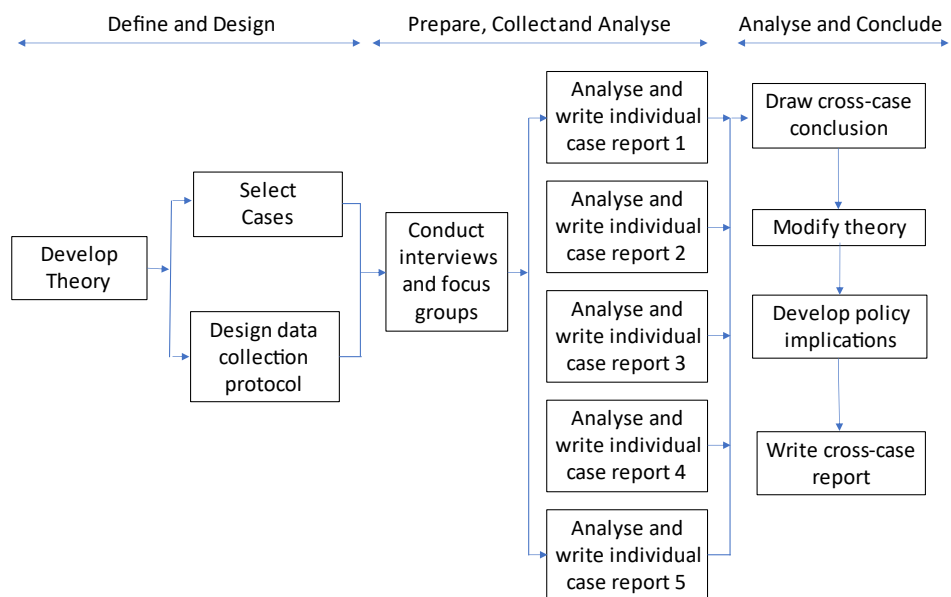 Define and Design
Prepare, Collectand Analyse
Analyse and Conclude
Develop
Theory
Select
Cases
Design data
collection
protocol
Conduct
interviews
and focus
groups
Analyse and
write individual
case report 1
Analyse and
write individual
case report 2
Analyse and
write individual
case report 3
Analyse and
write individual
case report 4
Analyse and
write individual
case report 5
Draw cross-case
conclusion
Modify theory
Develop policy
implications
Write cross-case
report